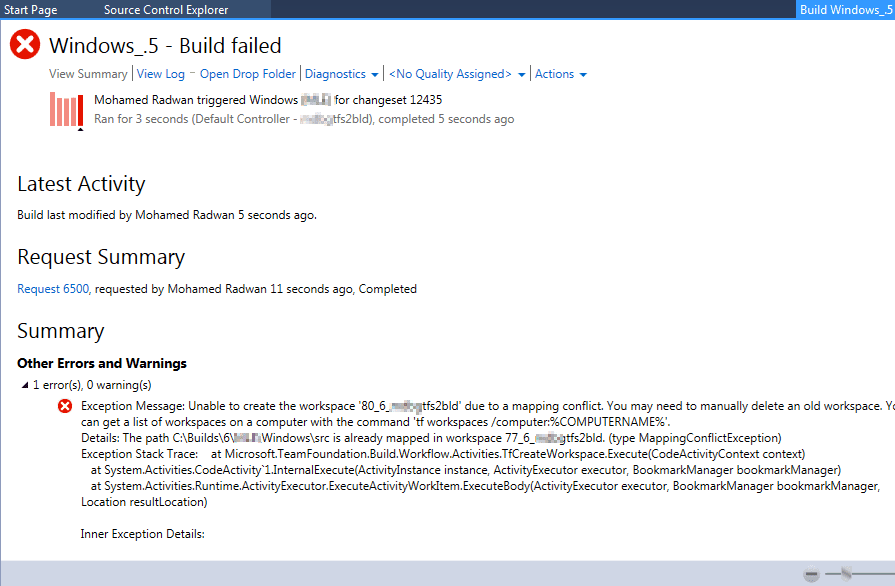 Start Page Source Control Explorer Build Windows_.5
Windows_.5 - Build failed
View Summary | View Log - Open Drop Folder | Diagnostics | <No Quality Assigned> | Actions
Mohamed Radwan triggered Windows for changeset 12435
Ran for 3 seconds (Default Controller - tfs2bld), completed 5 seconds ago
Latest Activity
Build last modified by Mohamed Radwan 5 seconds ago.
Request Summary
Request 6500, requested by Mohamed Radwan 11 seconds ago, Completed
Summary
Other Errors and Warnings
1 error(s), 0 warning(s)
Exception Message: Unable to create the workspace '80_6_ tfs2bld' due to a mapping conflict. You may need to manually delete an old workspace. Yo
can get a list of workspaces on a computer with the command 'tf workspaces /computer:%COMPUTERNAME%'.
Details: The path C:\Builds\6\ \Windows\src is already mapped in workspace 77_6_ tfs2bld. (type MappingConflictException)
Exception Stack Trace: at Microsoft.TeamFoundation.Build.Workflow.Activities.TfCreateWorkspace.Execute(CodeActivityContext context)
at System.Activities.CodeActivity`1.InternalExecute(ActivityInstance instance, ActivityExecutor executor, BookmarkManager bookmarkManager)
at System.Activities.Runtime.ActivityExecutor.ExecuteActivityWorkItem.ExecuteBody(ActivityExecutor executor, BookmarkManager bookmarkManager,
Location resultLocation)
Inner Exception Details: